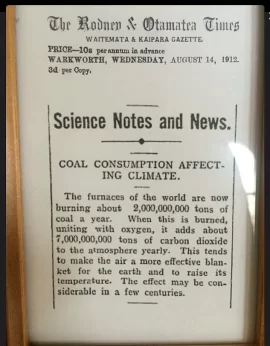 The Rodney & Otamatea Times
WAITEMATA & KAIPARA GAZETTE.
PRICE—10s per annum in advance
WARKWORTH, WEDNESDAY, AUGUST 14, 1912.
3d per Copy.
Science Notes and News.
COAL CONSUMPTION AFFECT-
ING CLIMATE.
The furnaces of the world are now
burning about 2,000,000,000 tons of
coal a year. When this is burned,
uniting with oxygen, it adds about
7,000,000,000 tons of carbon dioxide
to the atmosphere yearly. This tends
to make the air a more effective blan-
ket for the earth and to raise its
temperature. The effect may be con-
siderable in a few centuries.